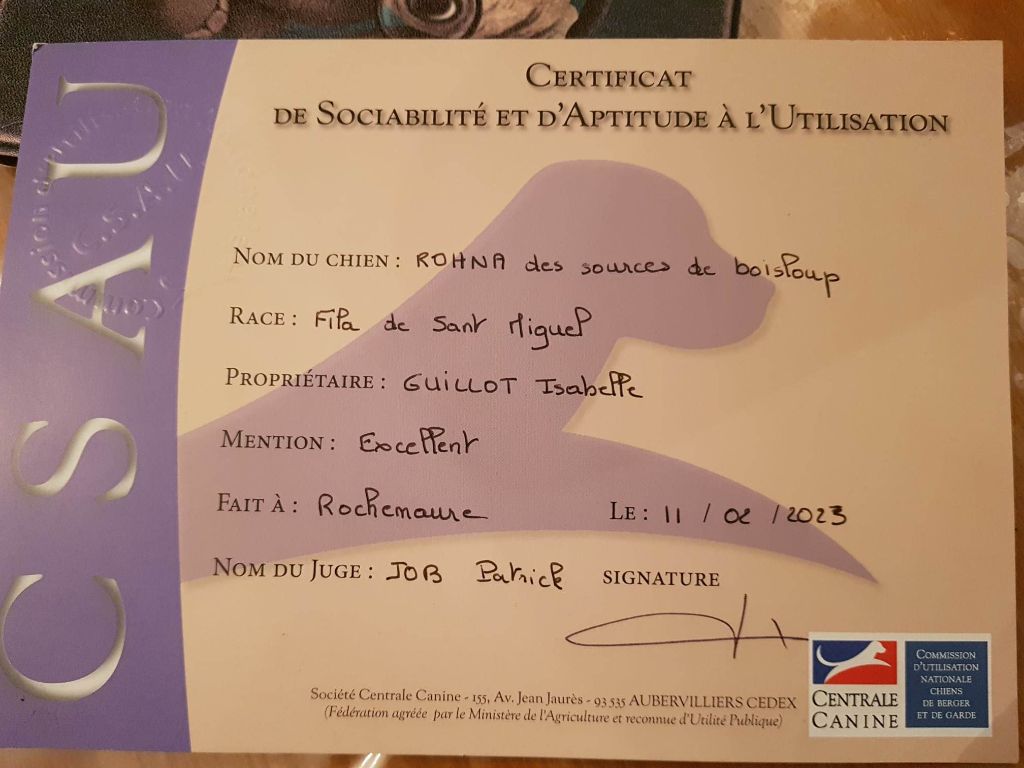 CERTIFICAT
DE SOCIABILITÉ ET D'APTITUDE À L'UTILISATION
CSAU
NOM DU CHIEN : ROHNA des sources de boisloup
RACE : Fila de Sant Miguel
PROPRIÉTAIRE : GUILLOT Isabelle
MENTION : Excellent
FAIT À : Rochemaure LE : 11 / 02 / 2023
NOM DU JUGE : JOB Patrick SIGNATURE
Société Centrale Canine - 155, Av. Jean Jaurès - 93 535 AUBERVILLIERS CEDEX
(Fédération agréée par le Ministère de l'Agriculture et reconnue d'Utilité Publique)
CENTRALE
CANINE
COMMISSION
D'UTILISATION
NATIONALE
CHIENS
DE BERGER
ET DE GARDE